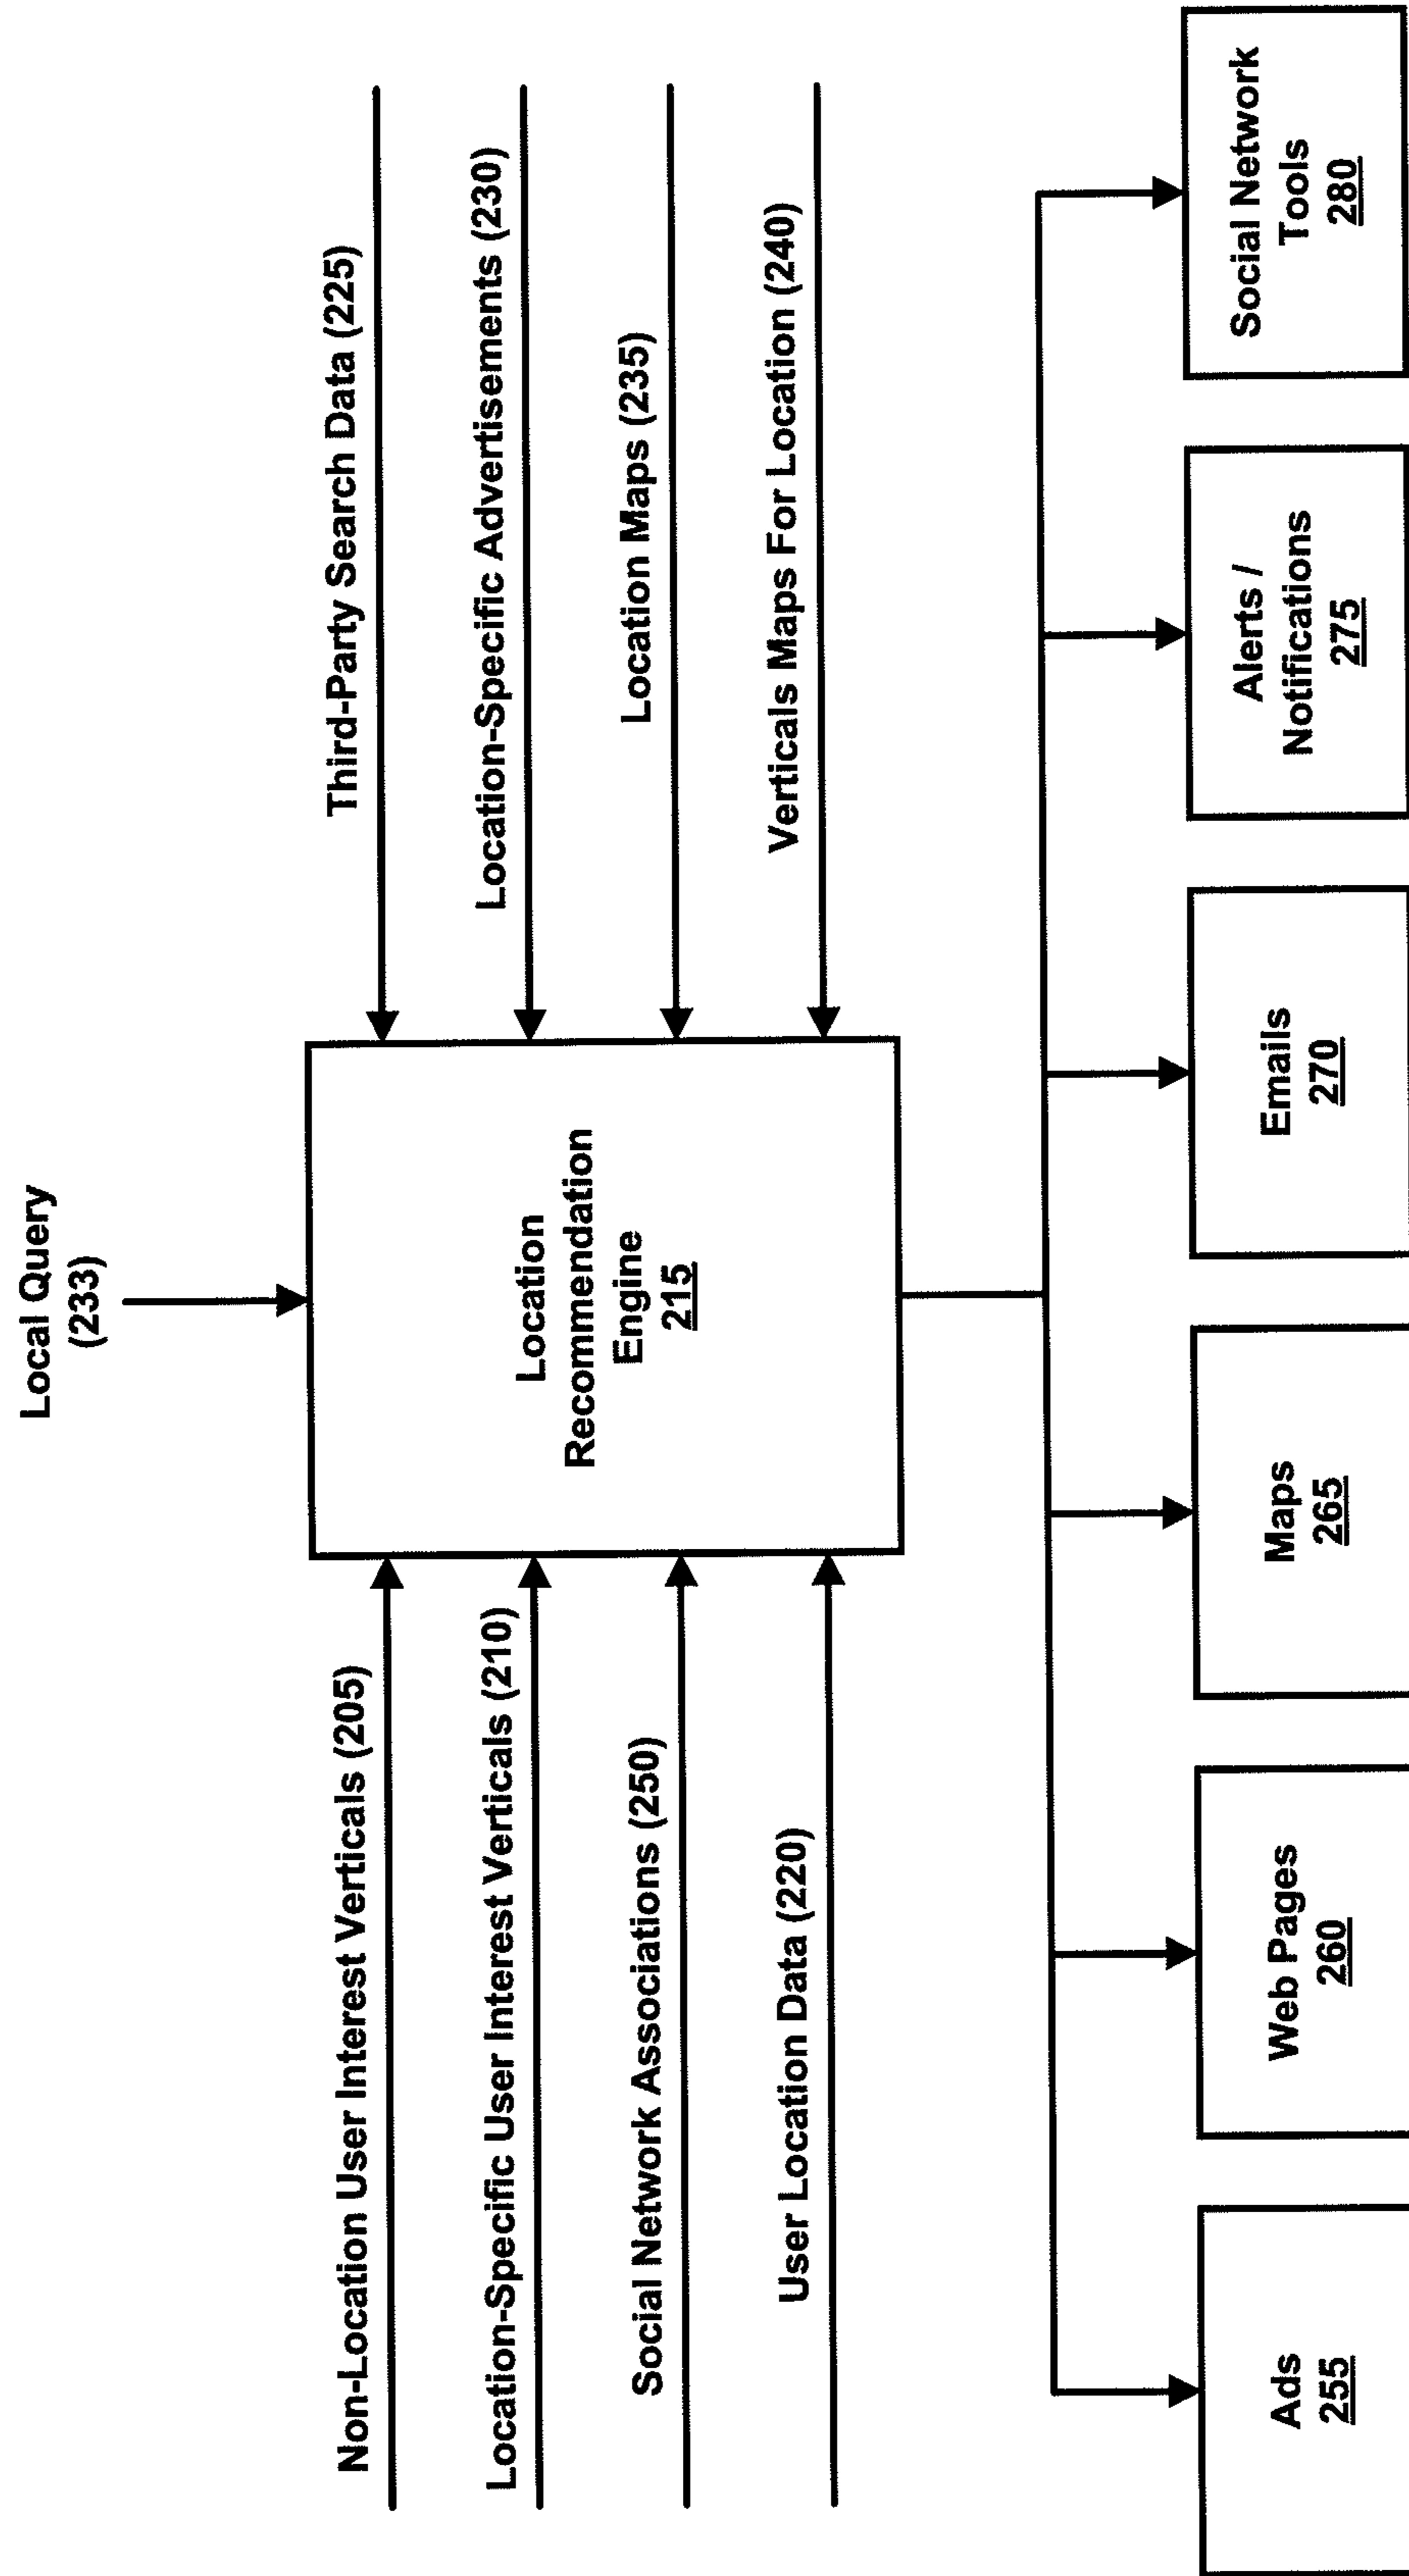 Local Query
(233)
Non-Location User Interest Verticals (205)
Location-Specific User Interest Verticals (210)
Social Network Associations (250)
User Location Data (220)
Location
Recommendation
Engine
215
Third-Party Search Data (225)
Location-Specific Advertisements (230)
Location Maps (235)
Verticals Maps For Location (240)
Ads
255
Web Pages
260
Maps
265
Emails
270
Alerts /
Notifications
275
Social Network
Tools
280